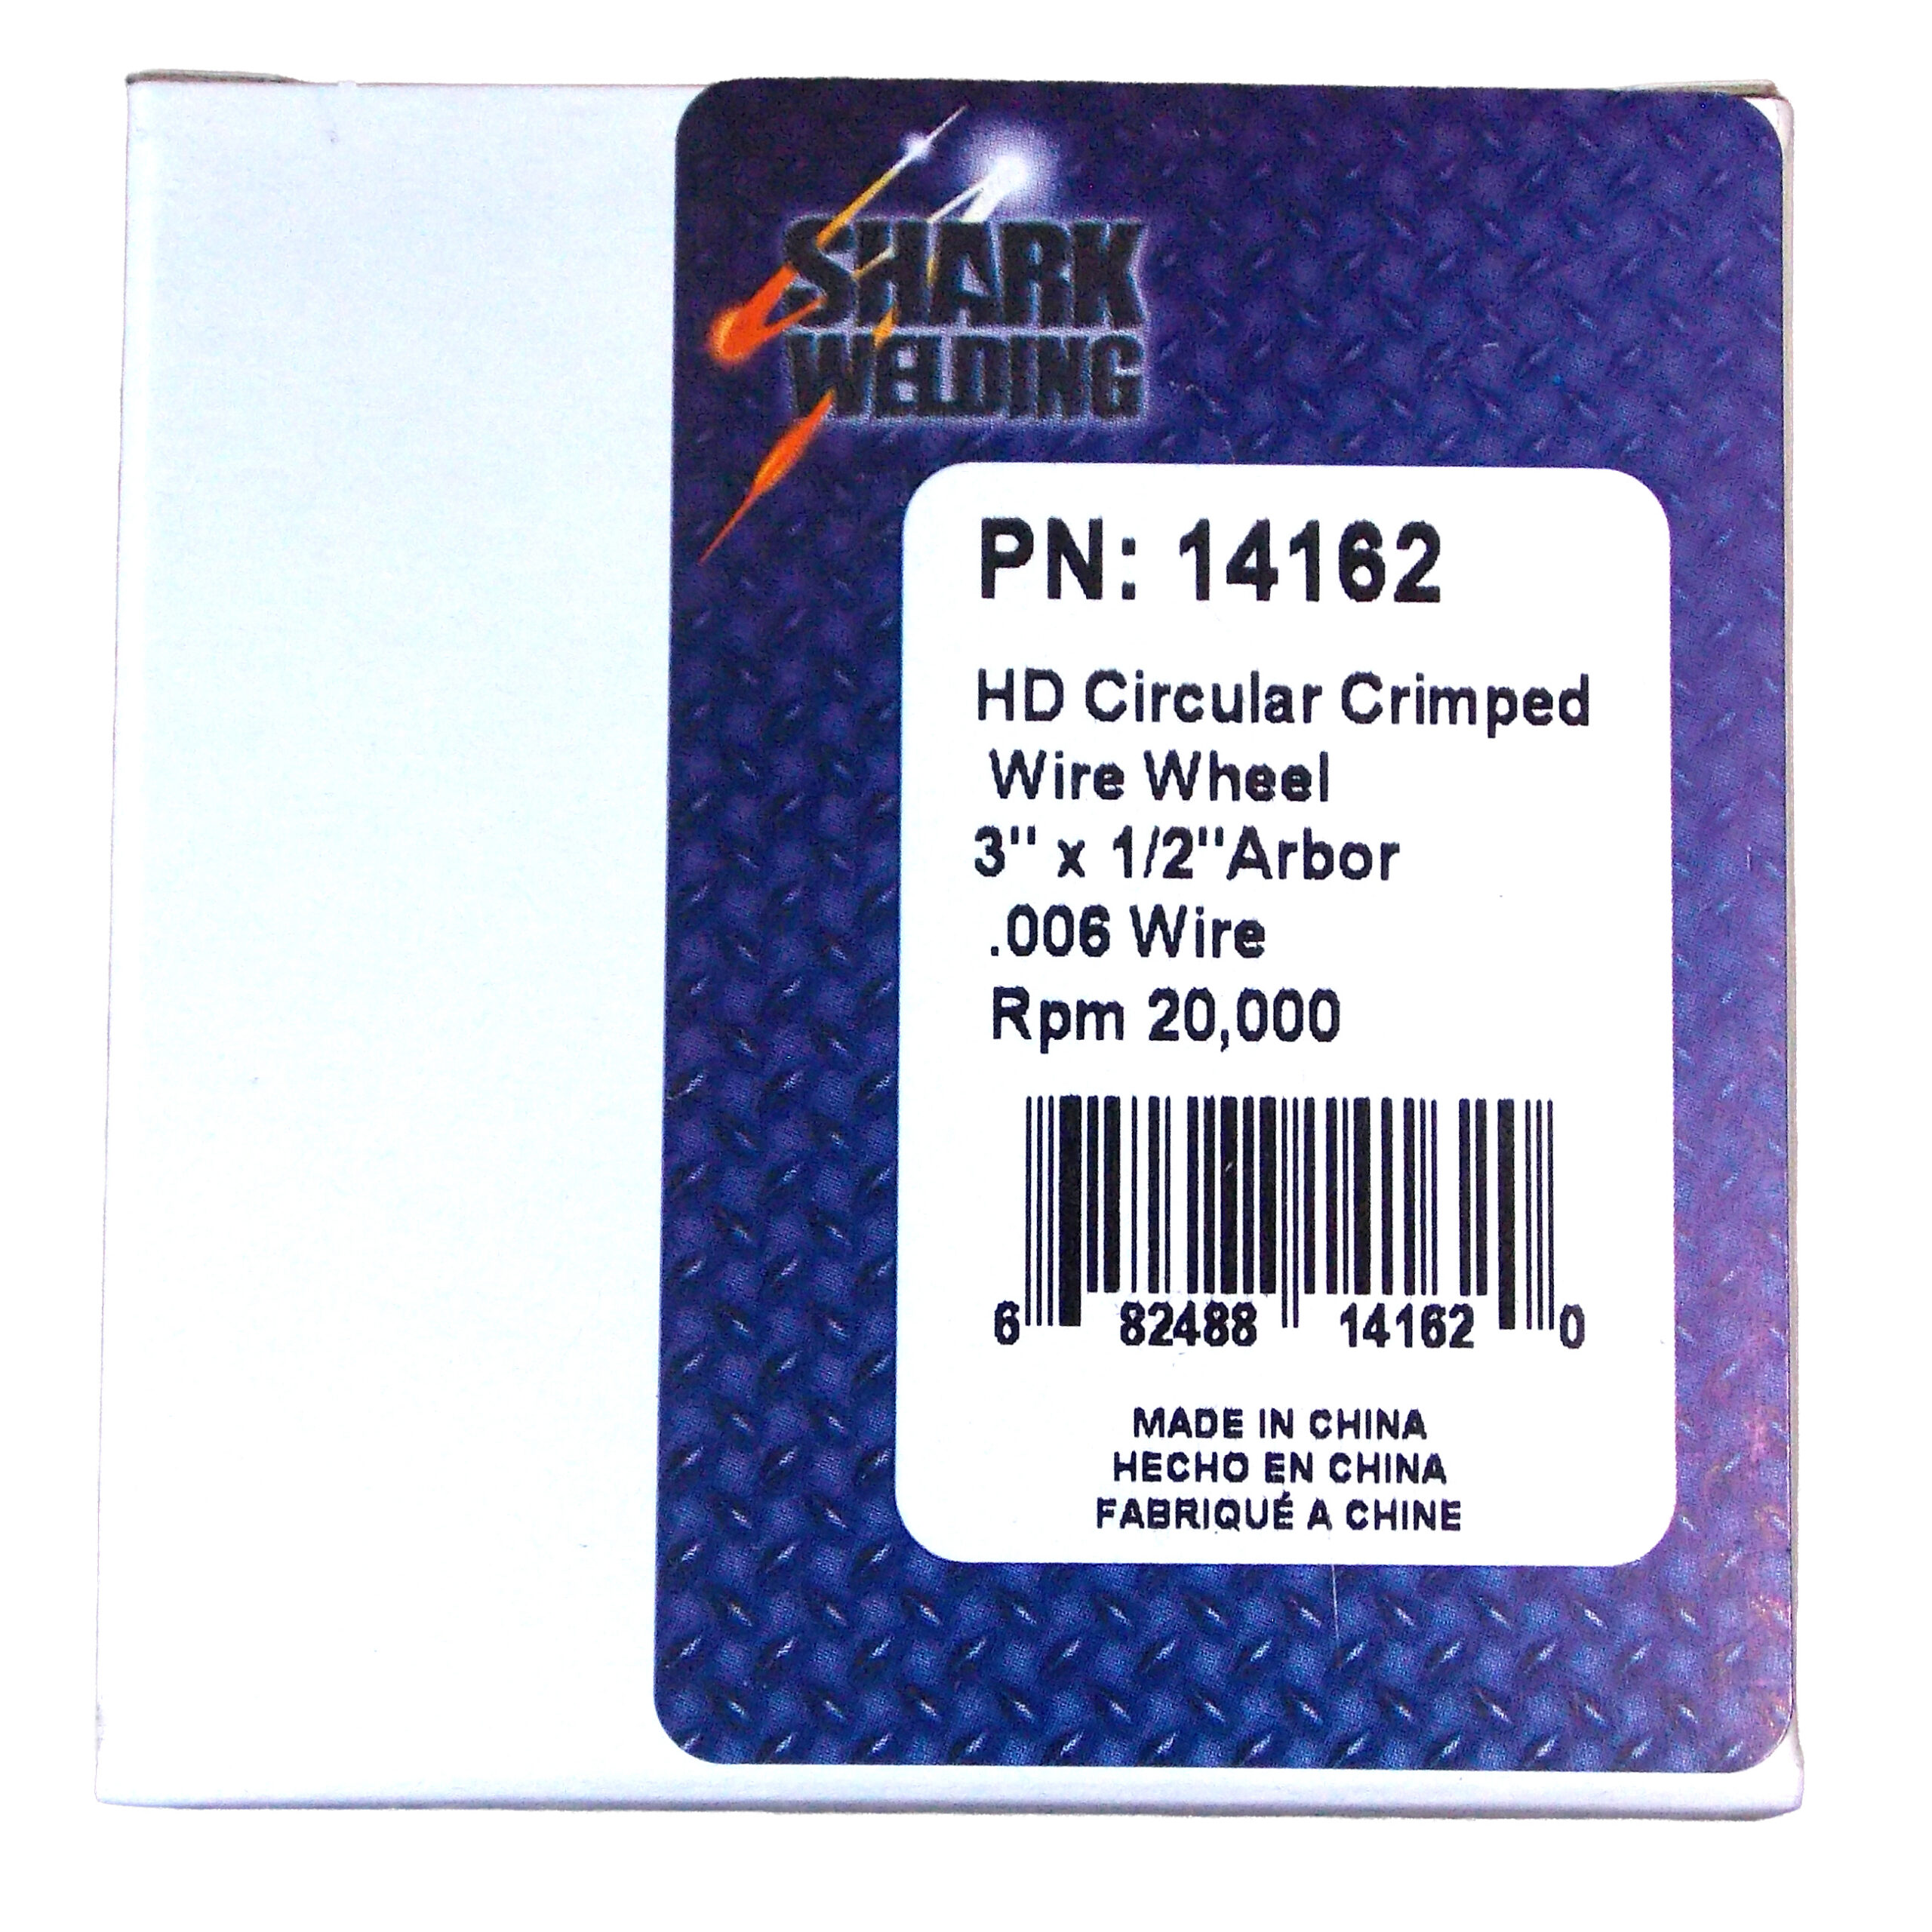 SHARK
WELDING
PN: 14162
HD Circular Crimped
Wire Wheel
3" x 1/2"Arbor
.006 Wire
Rpm 20,000
6 82488 14162 0
MADE IN CHINA
HECHO EN CHINA
FABRIQUÉ A CHINE